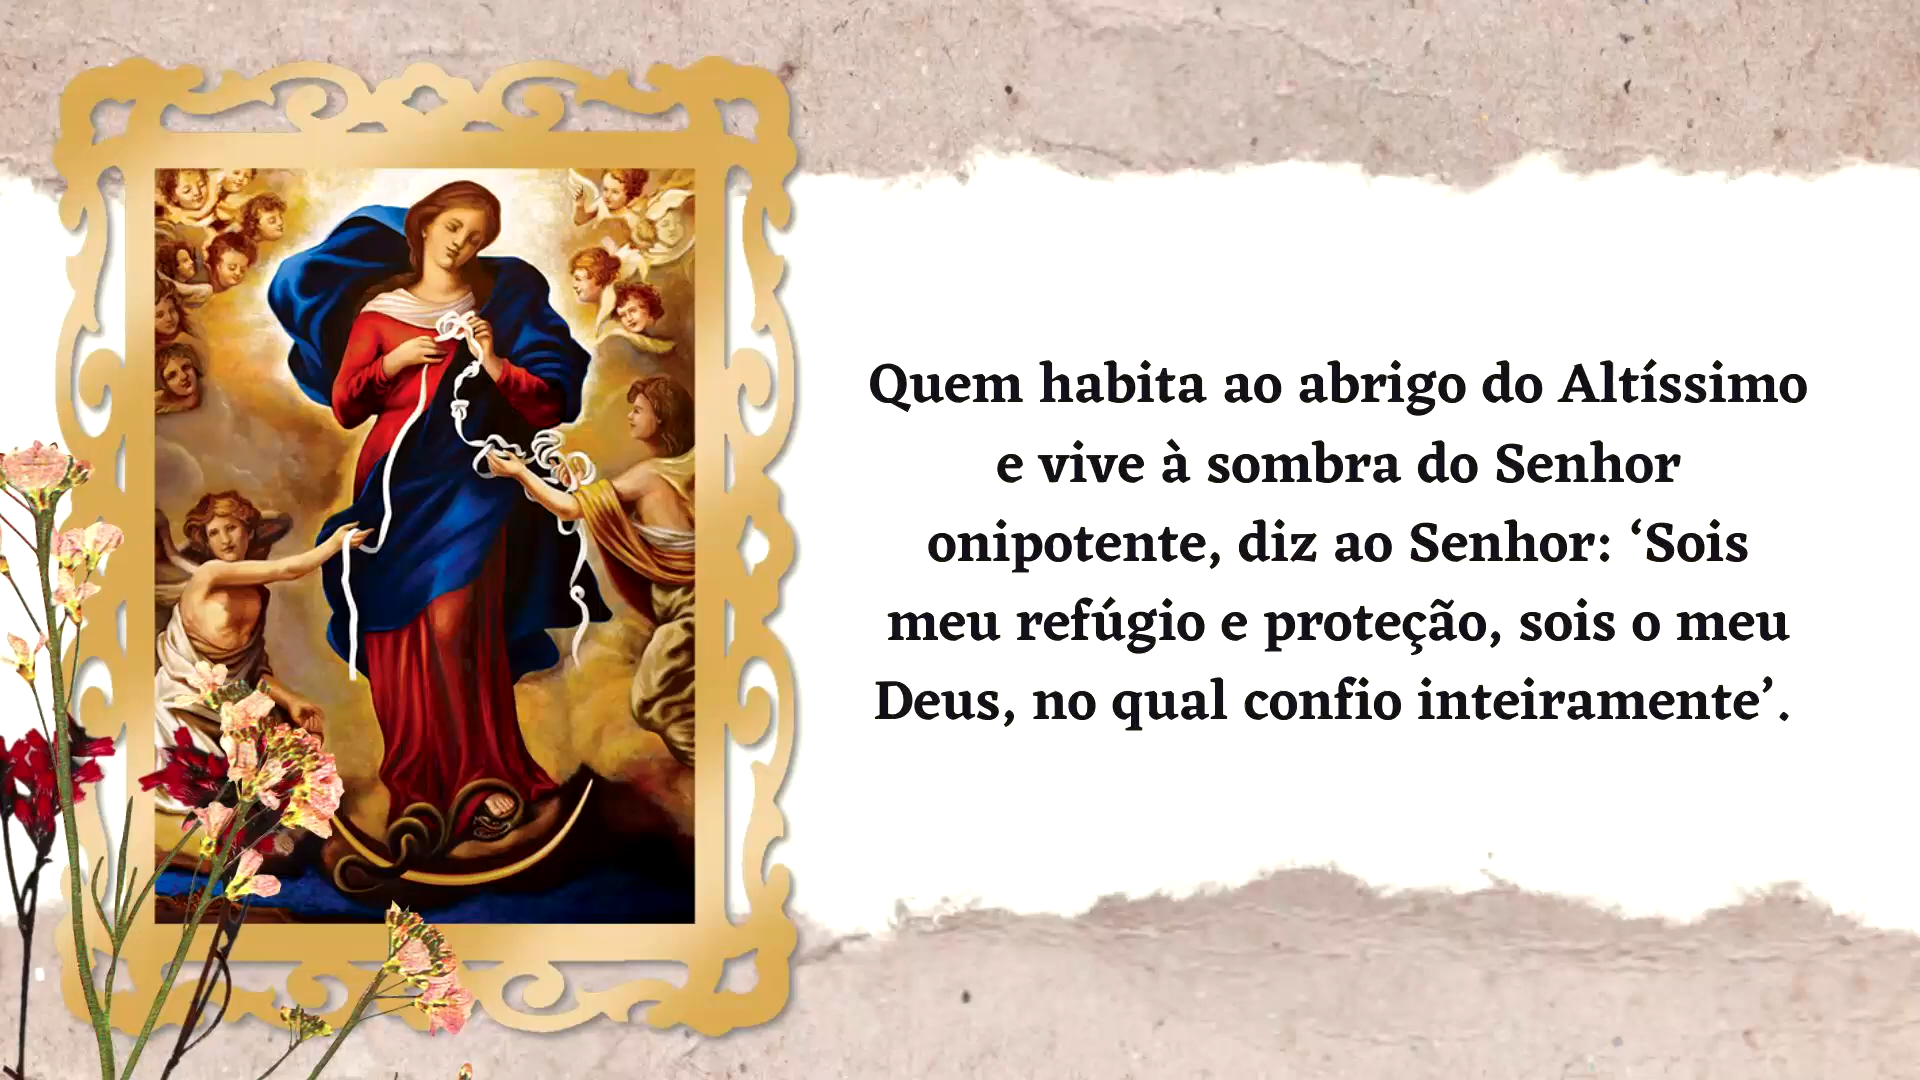 Quem habita ao abrigo do Altíssimo
e vive à sombra do Senhor
onipotente, diz ao Senhor: ‘Sois
meu refúgio e proteção, sois o meu
Deus, no qual confio inteiramente’.